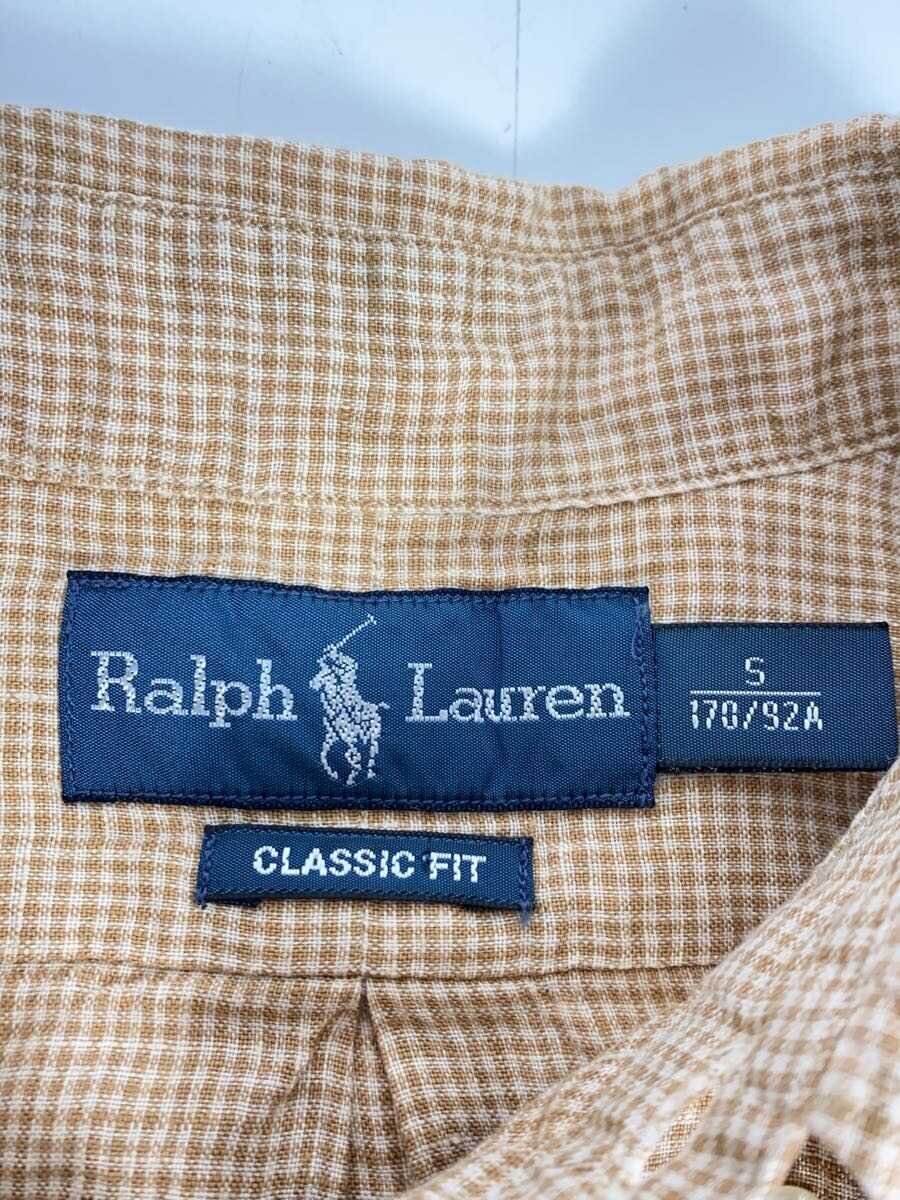 Ralph Lauren
S
170/92A
CLASSIC FIT